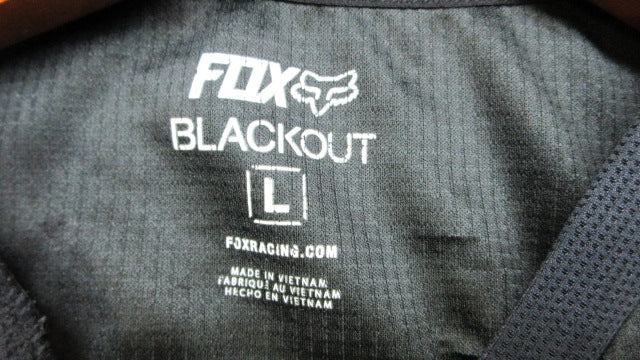 FOX
BLACKOUT
L
FOXRACING.COM
MADE IN VIETNAM
FABRIQUÉ AU VIETNAM
HECHO EN VIETNAM